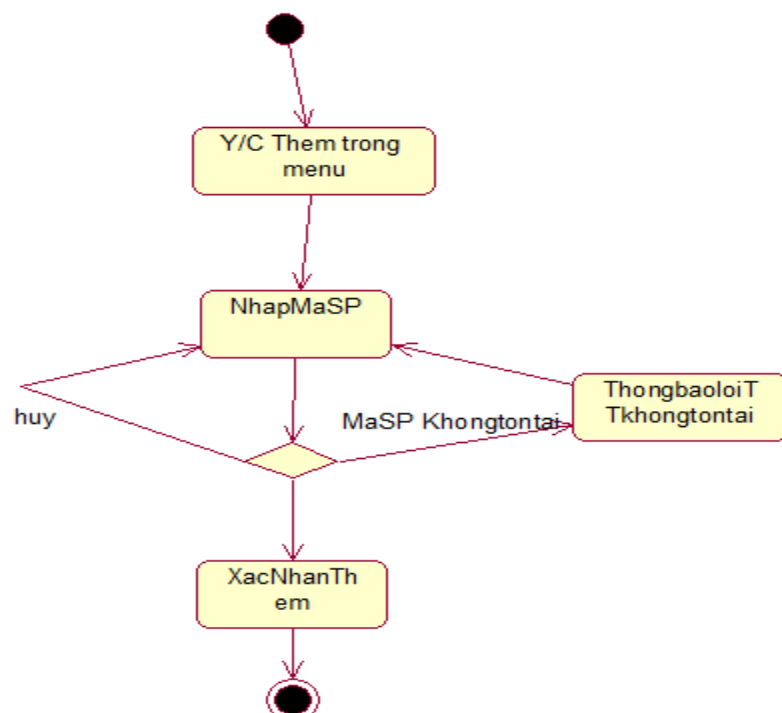 Y/C Them trong
menu
NhapMaSP
huy
MaSP Khongtontai
ThongbaoloiT
Tkhongtontai
XacNhanTh
em